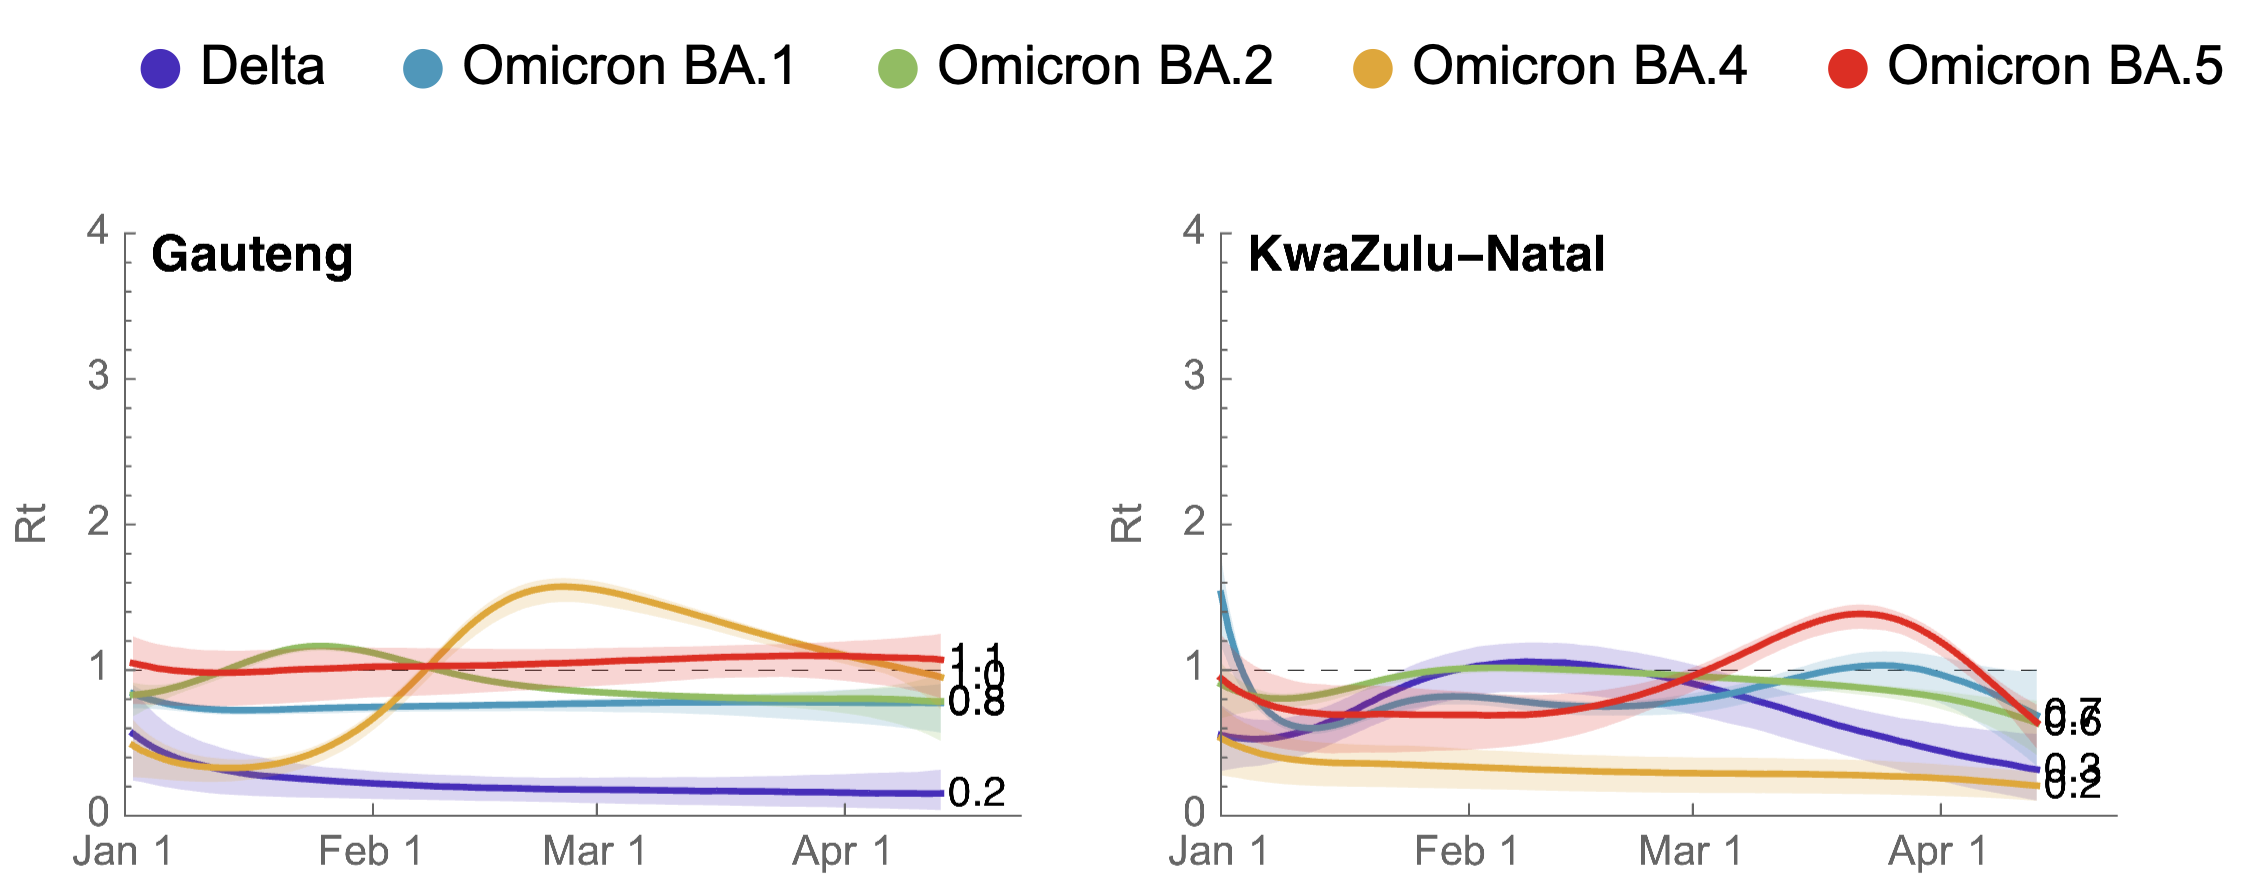 Delta Omicron BA.1 Omicron BA.2 Omicron BA.4 Omicron BA.5
Gauteng
4
3
2
1
0
Rt
Jan 1 Feb 1 Mar 1 Apr 1
1.1
1.0
0.8
0.2
KwaZulu–Natal
4
3
2
1
0
Rt
Jan 1 Feb 1 Mar 1 Apr 1
0.7
0.6
0.3
0.2